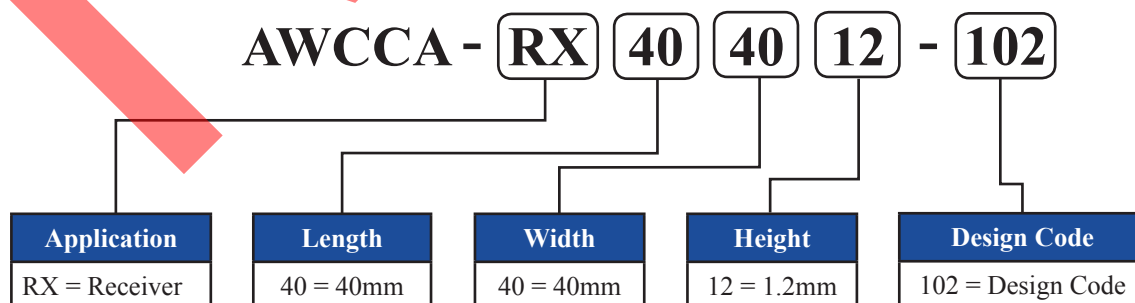 AWCCA - RX 40 40 12 - 102
Application Length Width Height Design Code
RX = Receiver 40 = 40mm 40 = 40mm 12 = 1.2mm 102 = Design Code